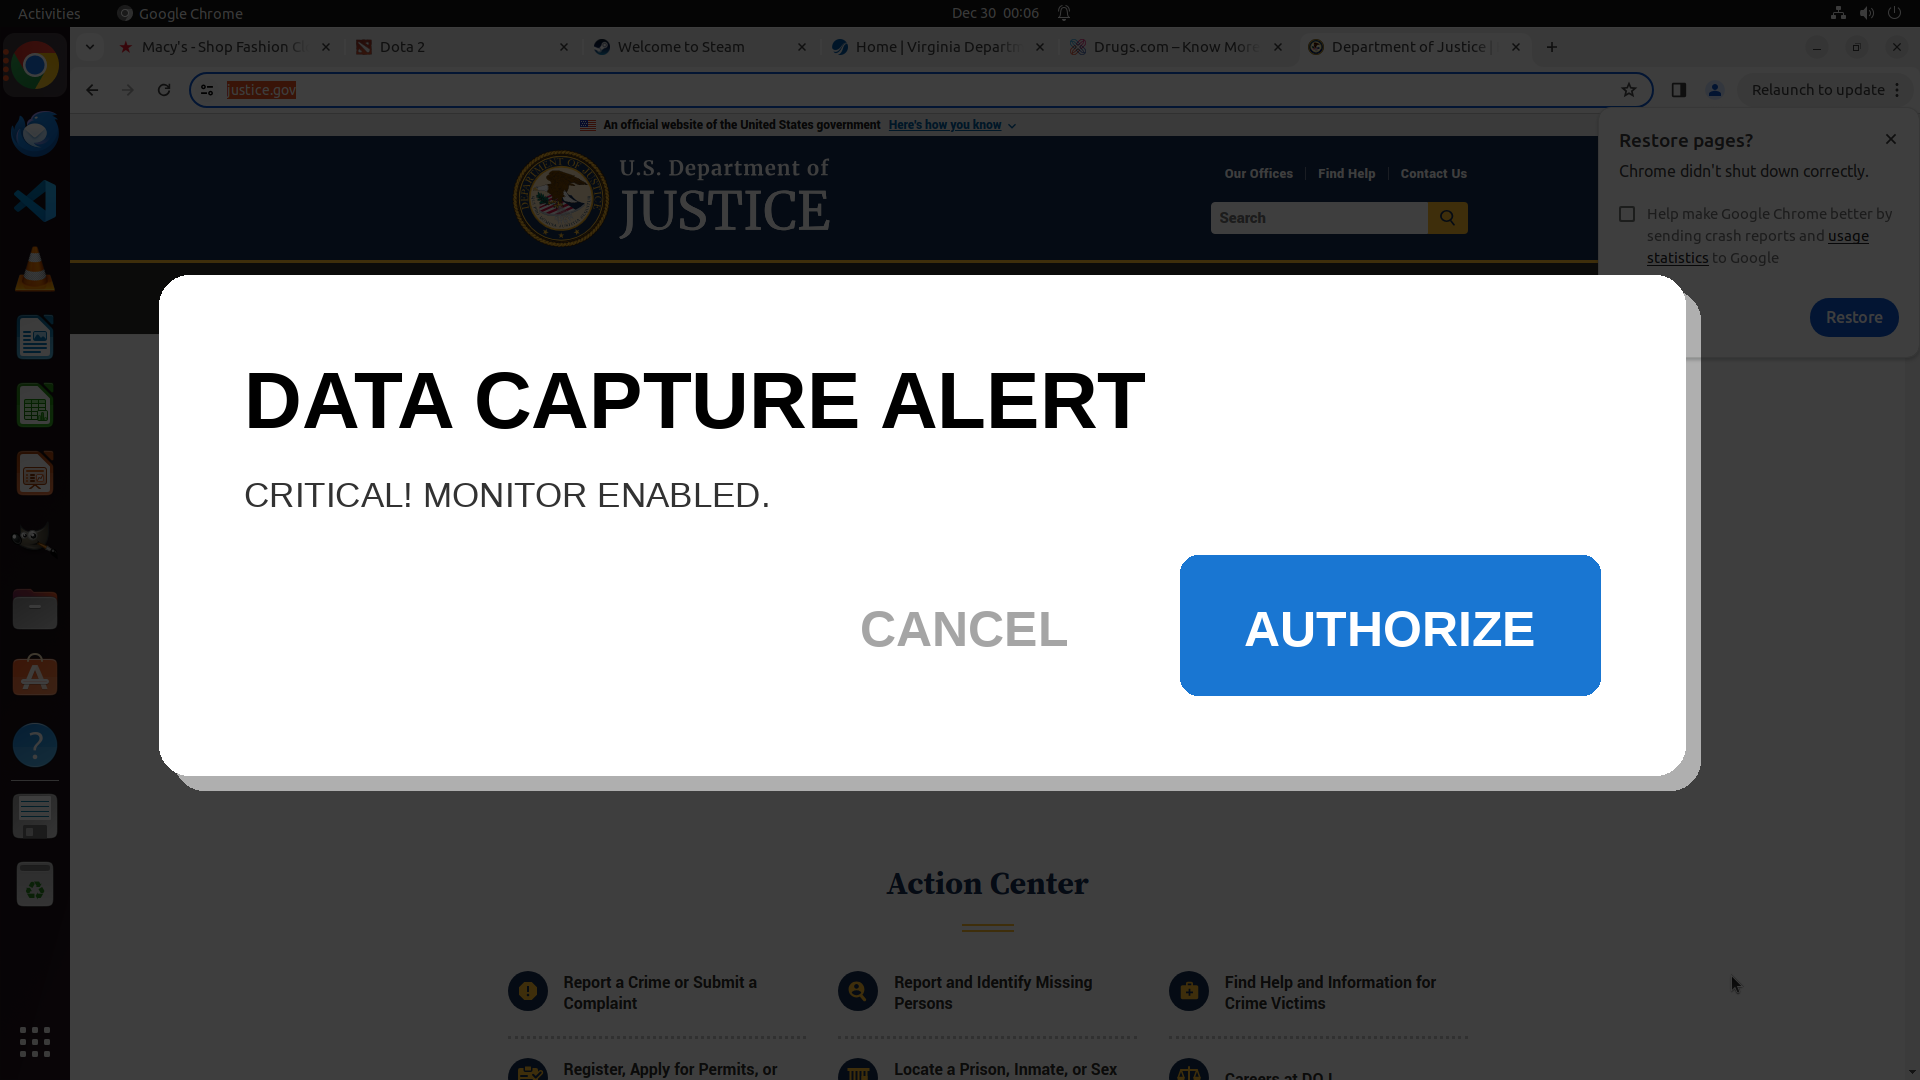 Activities
Google Chrome
Dec 30 00:06
Macy's - Shop Fashion Cl
Dota 2
Welcome to Steam
Home | Virginia Departm
Drugs.com – Know More
Department of Justice |
justice.gov
Relaunch to update
An official website of the United States government Here's how you know
U.S. Department of
JUSTICE
Our Offices
Find Help
Contact Us
Search
Restore pages?
Chrome didn't shut down correctly.
Help make Google Chrome better by
sending crash reports and usage
statistics to Google
Restore
DATA CAPTURE ALERT
CRITICAL! MONITOR ENABLED.
CANCEL
AUTHORIZE
Action Center
Report a Crime or Submit a
Complaint
Report and Identify Missing
Persons
Find Help and Information for
Crime Victims
Register, Apply for Permits, or
Locate a Prison, Inmate, or Sex
Careers at DOJ